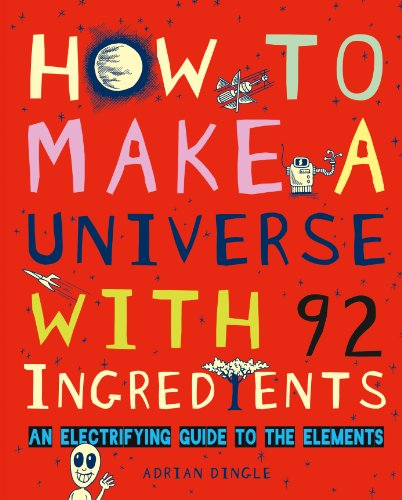 HOW TO
MAKE A
UNIVERSE
WITH 92
INGREDIENTS
AN ELECTRIFYING GUIDE TO THE ELEMENTS
ADRIAN DINGLE